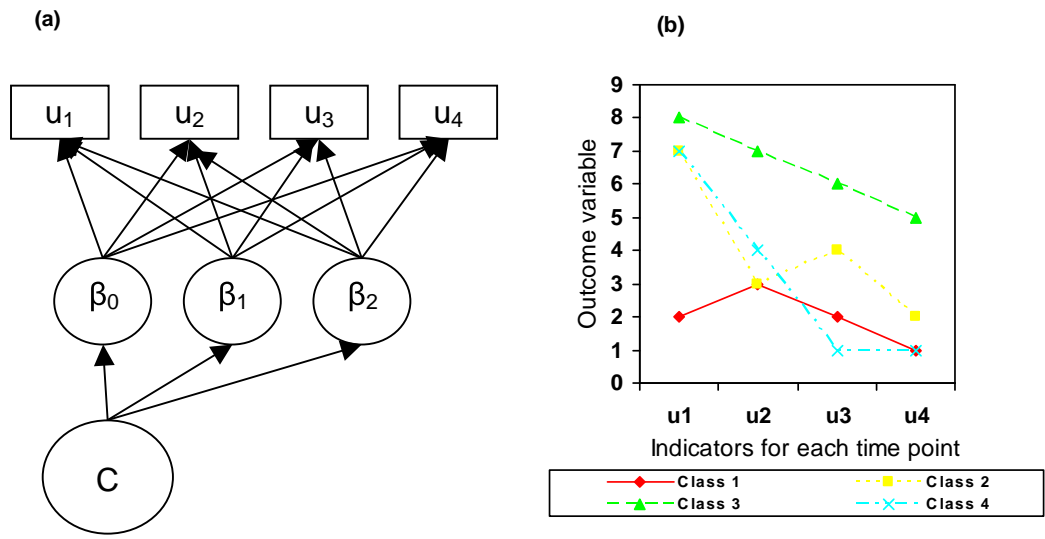 (a)
u1 u2 u3 u4
β0 β1 β2
C
(b)
Outcome variable
9
8
7
6
5
4
3
2
1
0
u1 u2 u3 u4
Indicators for each time point
Class 1 Class 2
Class 3 Class 4